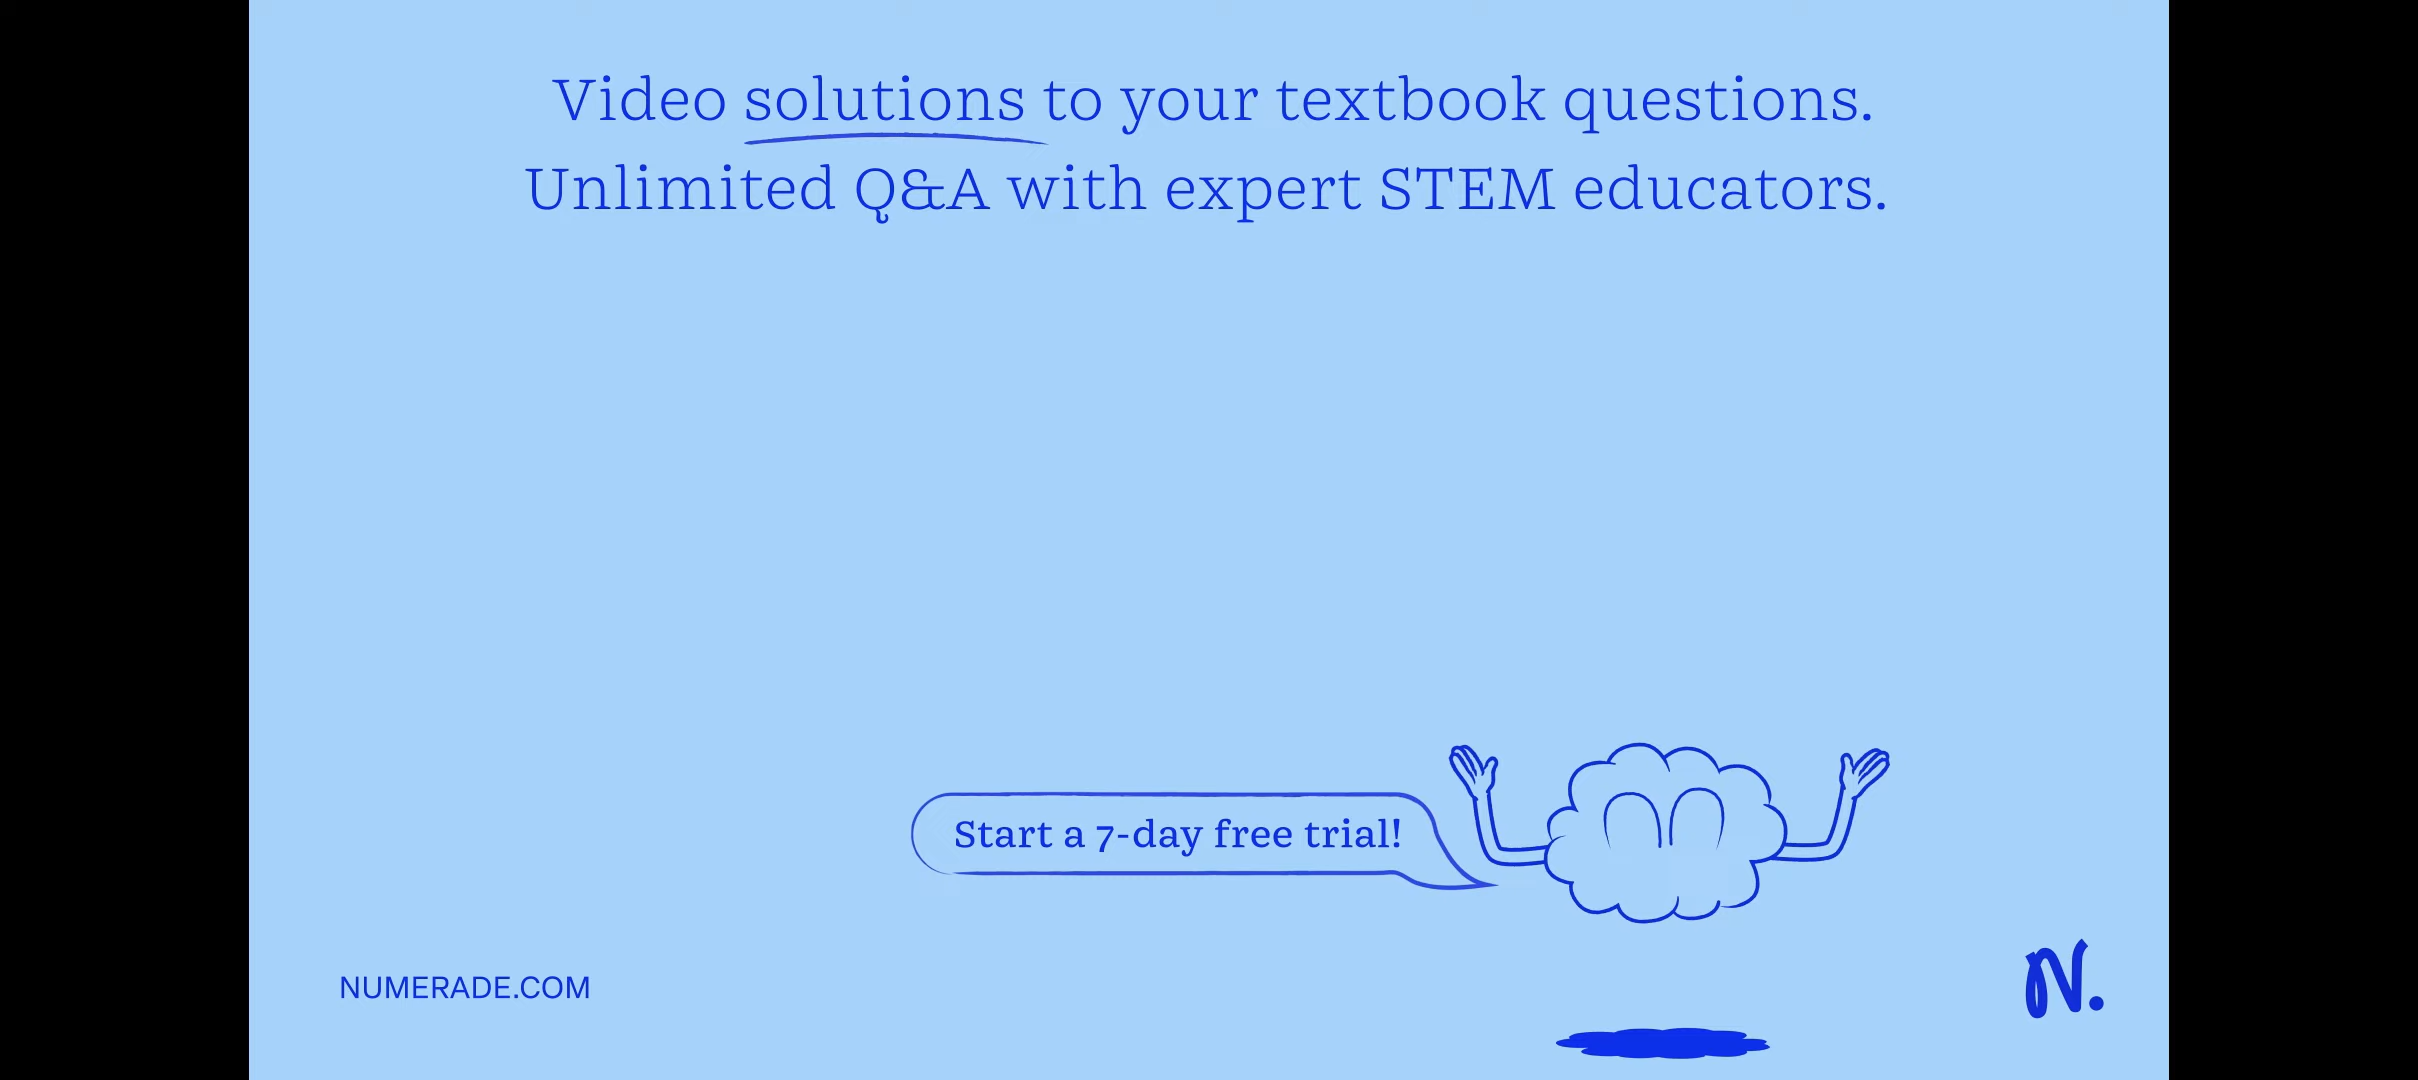 Video solutions to your textbook questions.
Unlimited Q&A with expert STEM educators.
Start a 7-day free trial!
NUMERADE.COM
N.